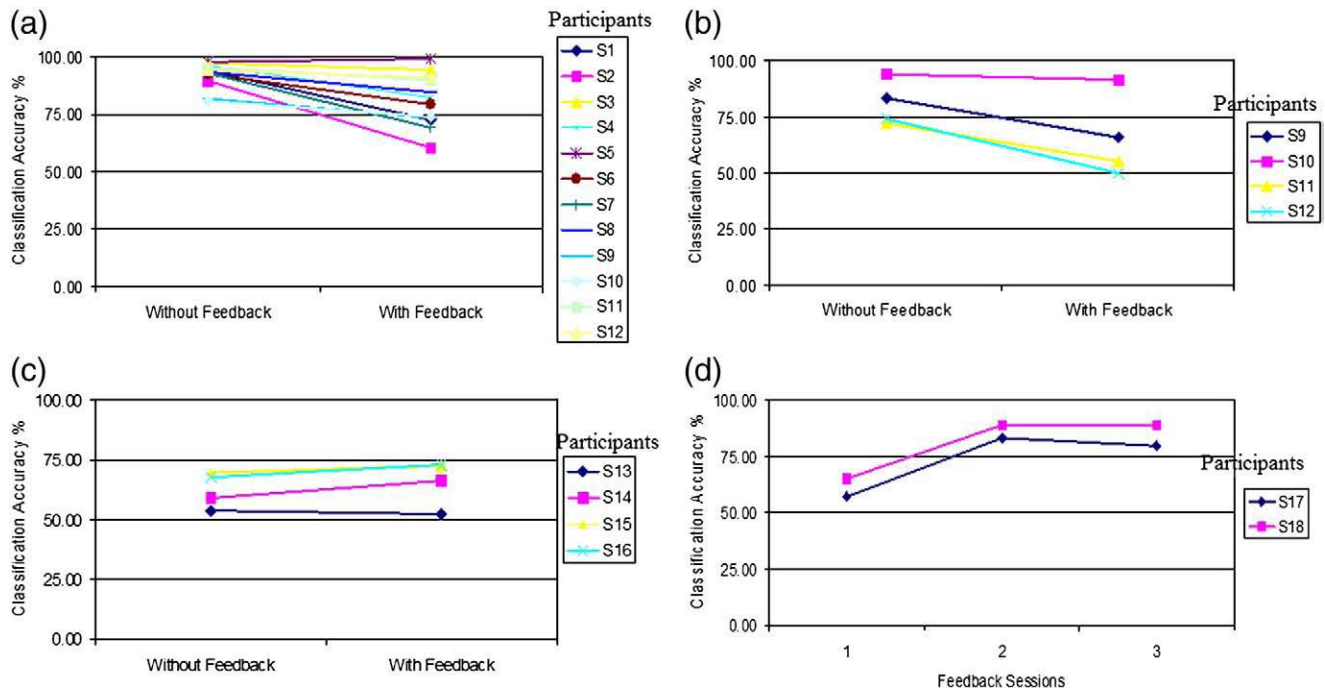 (a)
Participants
Classification Accuracy %
100.00
75.00
50.00
25.00
0.00
Without Feedback With Feedback
S1
S2
S3
S4
S5
S6
S7
S8
S9
S10
S11
S12
(b)
Participants
Classification Accuracy %
100.00
75.00
50.00
25.00
0.00
Without Feedback With Feedback
S9
S10
S11
S12
(c)
Participants
Classification Accuracy %
100.00
75.00
50.00
25.00
0.00
Without Feedback With Feedback
S13
S14
S15
S16
(d)
Participants
Classification Accuracy %
100.00
75.00
50.00
25.00
0.00
1 2 3
Feedback Sessions
S17
S18